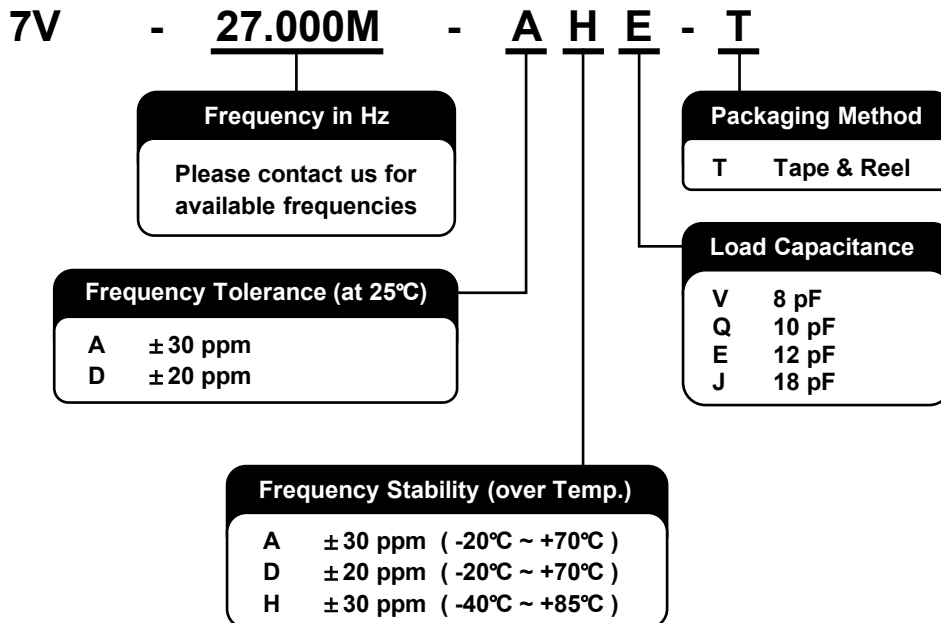 7V - 27.000M - A H E - T
Frequency in Hz
Please contact us for
available frequencies
Packaging Method
T Tape & Reel
Load Capacitance
V 8 pF
Q 10 pF
E 12 pF
J 18 pF
Frequency Tolerance (at 25℃)
A ±30 ppm
D ±20 ppm
Frequency Stability (over Temp.)
A ±30 ppm ( -20℃ ~ +70℃ )
D ±20 ppm ( -20℃ ~ +70℃ )
H ±30 ppm ( -40℃ ~ +85℃ )